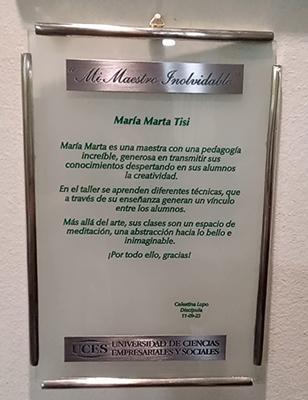 "Mi Maestro Inolvidable"
María Marta Tisi
María Marta es una maestra con una pedagogía
increíble, generosa en transmitir sus
conocimientos despertando en sus alumnos
la creatividad.
En el taller se aprenden diferentes técnicas, que
a través de su enseñanza generan un vínculo
entre los alumnos.
Más allá del arte, sus clases son un espacio de
meditación, una abstracción hacia lo bello e
inimaginable.
¡Por todo ello, gracias!
Celestina Lupo
Discípula
11-09-23
UCES UNIVERSIDAD DE CIENCIAS
EMPRESARIALES Y SOCIALES